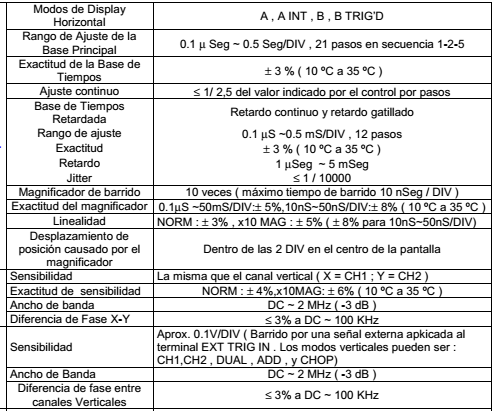 Modos de Display
Horizontal
A , A INT , B , B TRIG'D
Rango de Ajuste de la
Base Principal
0.1 µ Seg ~ 0.5 Seg/DIV , 21 pasos en secuencia 1-2-5
Exactitud de la Base de
Tiempos
± 3 % ( 10 ºC a 35 ºC )
Ajuste continuo
≤ 1/ 2,5 del valor indicado por el control por pasos
Base de Tiempos
Retardada
Retardo continuo y retardo gatillado
Rango de ajuste
0.1 µS ~0.5 mS/DIV , 12 pasos
Exactitud
± 3 % ( 10 ºC a 35 ºC )
Retardo
1 µSeg ~ 5 mSeg
Jitter
≤ 1 / 10000
Magnificador de barrido
10 veces ( máximo tiempo de barrido 10 nSeg / DIV )
Exactitud del magnificador
0.1µS ~50mS/DIV:± 5%,10nS~50nS/DIV:± 8% ( 10 ºC a 35 ºC )
Linealidad
NORM : ± 3% , x10 MAG : ± 5% ( ± 8% para 10nS~50nS/DIV)
Desplazamiento de
posición causado por el
magnificador
Dentro de las 2 DIV en el centro de la pantalla
Sensibilidad
La misma que el canal vertical ( X = CH1 ; Y = CH2 )
Exactitud de sensibilidad
NORM : ± 4%,x10MAG: ± 6% ( 10 ºC a 35 ºC )
Ancho de banda
DC ~ 2 MHz ( -3 dB )
Diferencia de Fase X-Y
≤ 3% a DC ~ 100 KHz
Sensibilidad
Aprox. 0.1V/DIV ( Barrido por una señal externa apkicada al
terminal EXT TRIG IN . Los modos verticales pueden ser :
CH1,CH2 , DUAL , ADD , y CHOP)
Ancho de Banda
DC ~ 2 MHz ( -3 dB )
Diferencia de fase entre
canales Verticales
≤ 3% a DC ~ 100 KHz